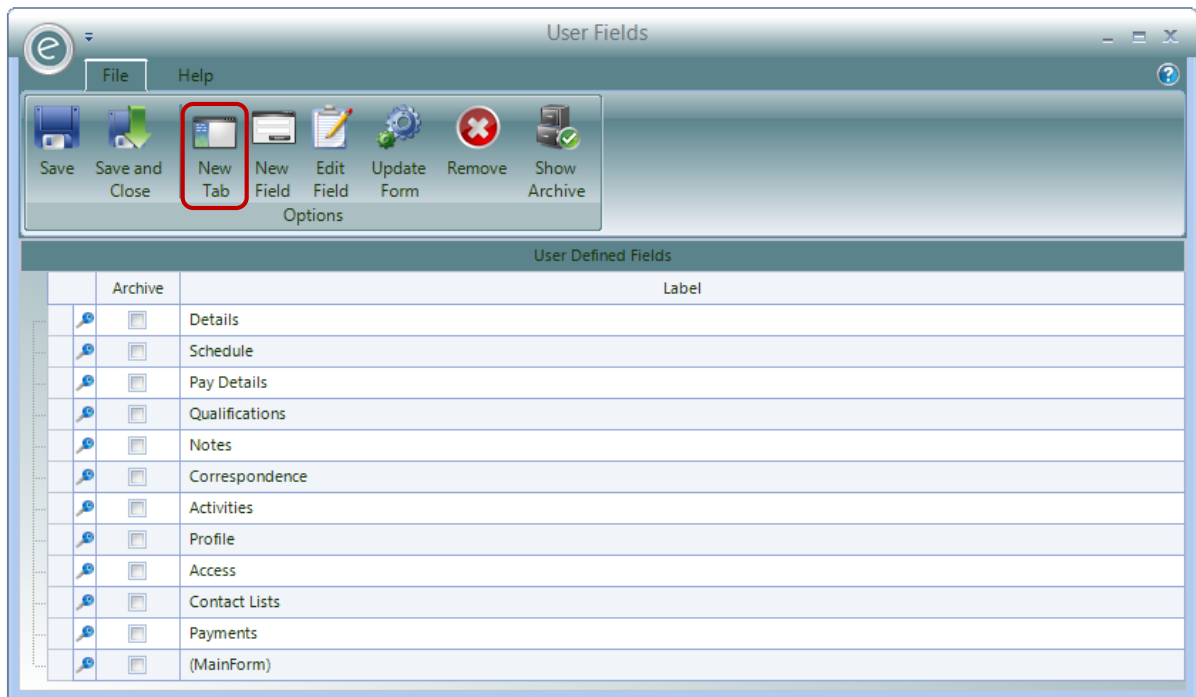 User Fields
e
File Help
Save Save and Close New Tab New Field Edit Field Update Form Remove Show Archive
Options
User Defined Fields
Archive Label
Details
Schedule
Pay Details
Qualifications
Notes
Correspondence
Activities
Profile
Access
Contact Lists
Payments
(MainForm)